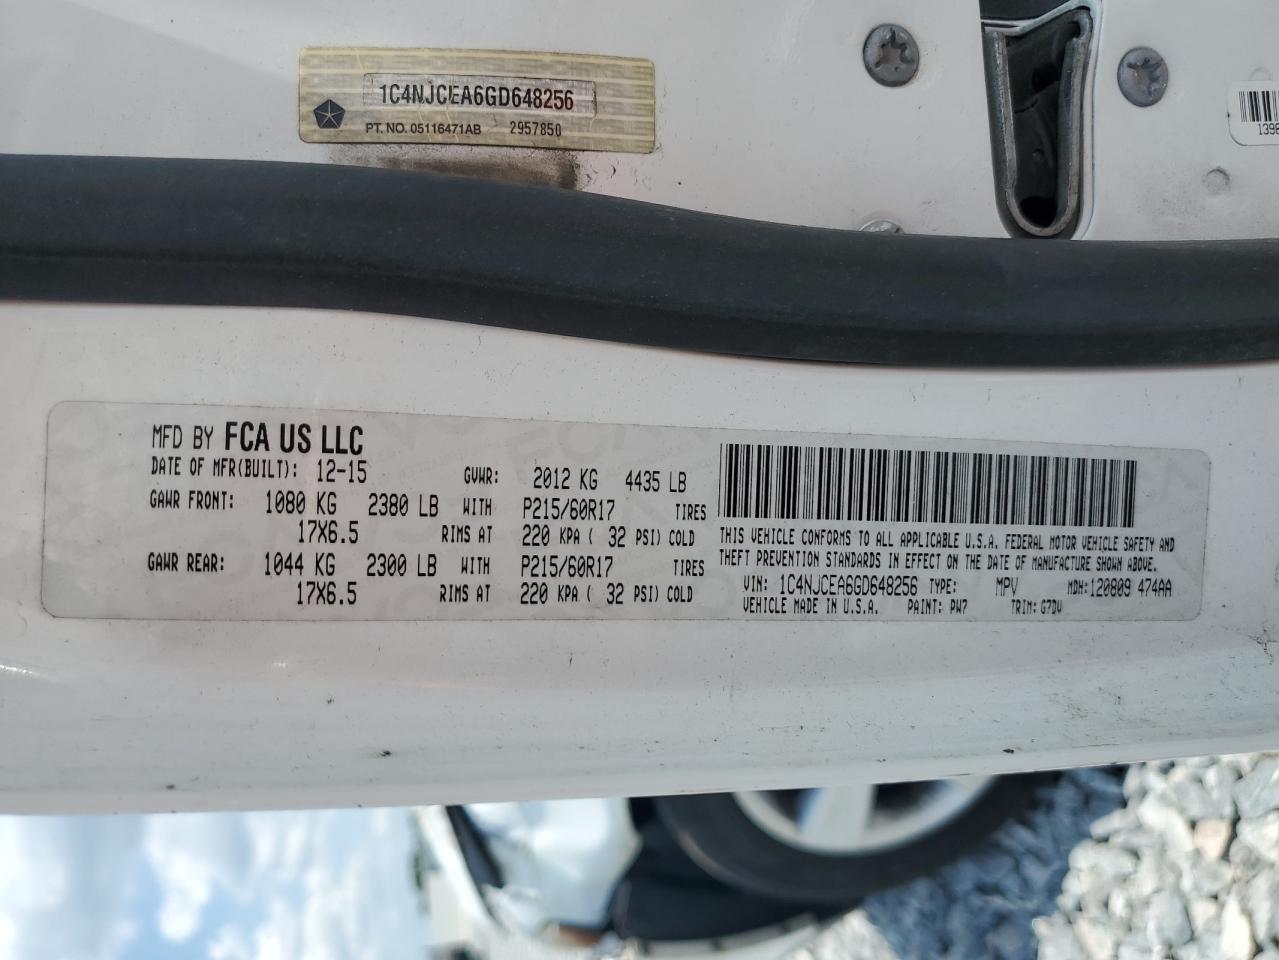 1C4NJCEA6GD648256
PT. NO. 05116471AB 2957850
MFD BY FCA US LLC
DATE OF MFR(BUILT): 12-15 GVWR: 2012 KG 4435 LB
GAWR FRONT: 1080 KG 2380 LB WITH P215/60R17 TIRES
17X6.5 RIMS AT 220 KPA ( 32 PSI) COLD
GAWR REAR: 1044 KG 2300 LB WITH P215/60R17 TIRES
17X6.5 RIMS AT 220 KPA ( 32 PSI) COLD
THIS VEHICLE CONFORMS TO ALL APPLICABLE U.S.A. FEDERAL MOTOR VEHICLE SAFETY AND
THEFT PREVENTION STANDARDS IN EFFECT ON THE DATE OF MANUFACTURE SHOWN ABOVE.
VIN: 1C4NJCEA6GD648256 TYPE: MPV MDH: 120809 474AA
VEHICLE MADE IN U.S.A. PAINT: PW7 TRIM: G7DV